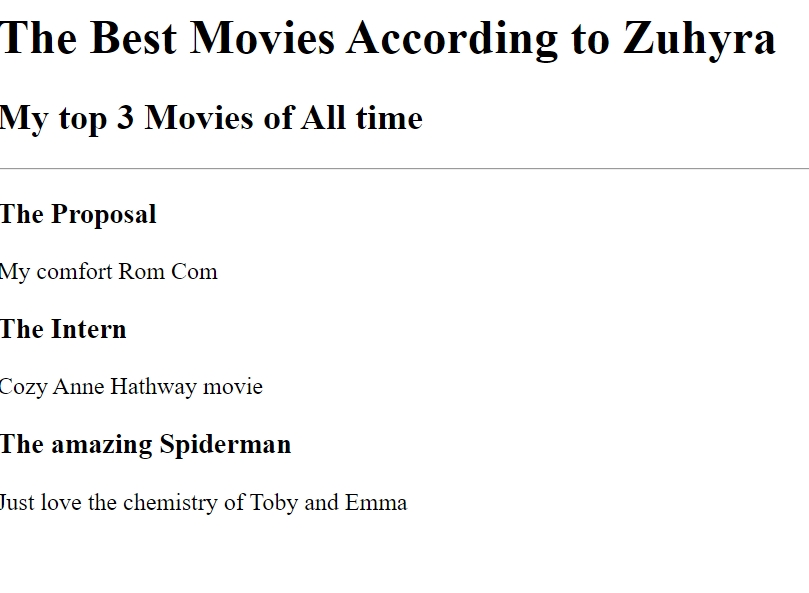 The Best Movies According to Zuhyra
My top 3 Movies of All time
The Proposal
My comfort Rom Com
The Intern
Cozy Anne Hathway movie
The amazing Spiderman
Just love the chemistry of Toby and Emma